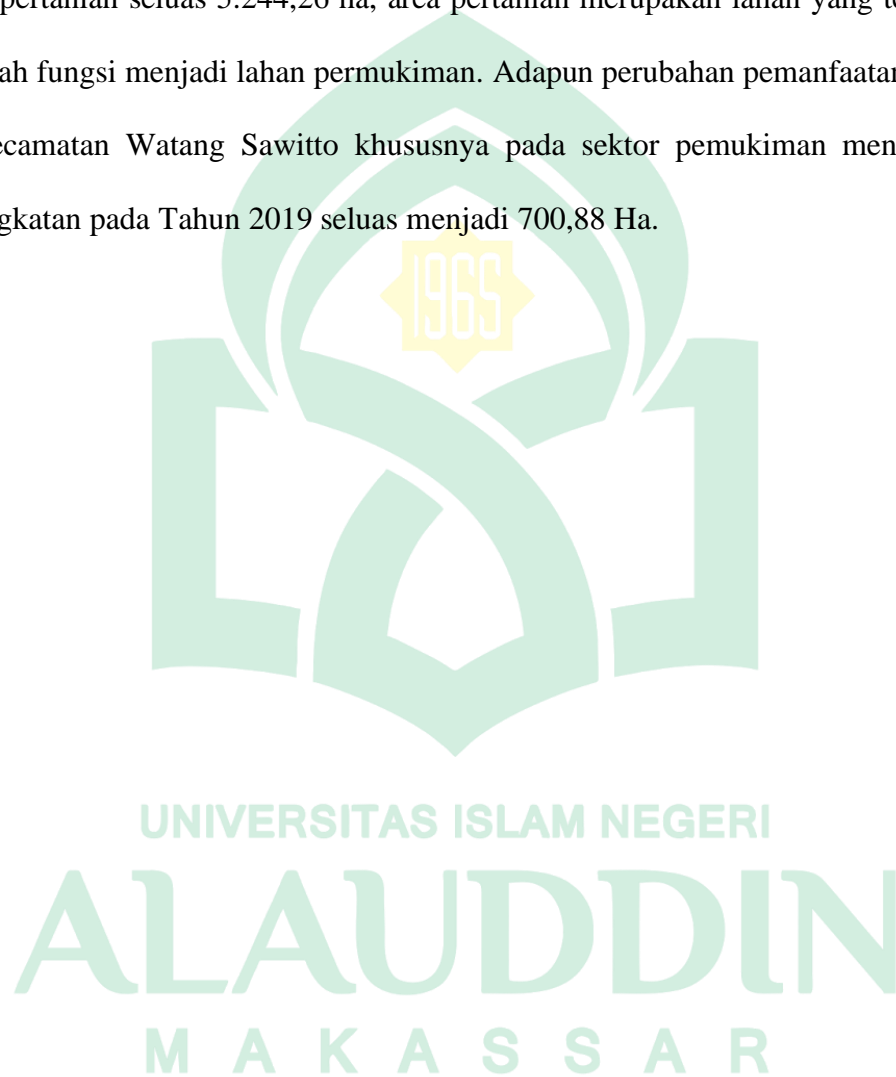 pertanian seluas 5.244,26 ha, area pertanian merupakan lahan yang
ah fungsi menjadi lahan permukiman. Adapun perubahan pemanfaatan
ecamatan Watang Sawitto khususnya pada sektor pemukiman men
gkatan pada Tahun 2019 seluas menjadi 700,88 Ha.
1965
UNIVERSITAS ISLAM NEGERI
ALAUDDIN
MAKASSAR